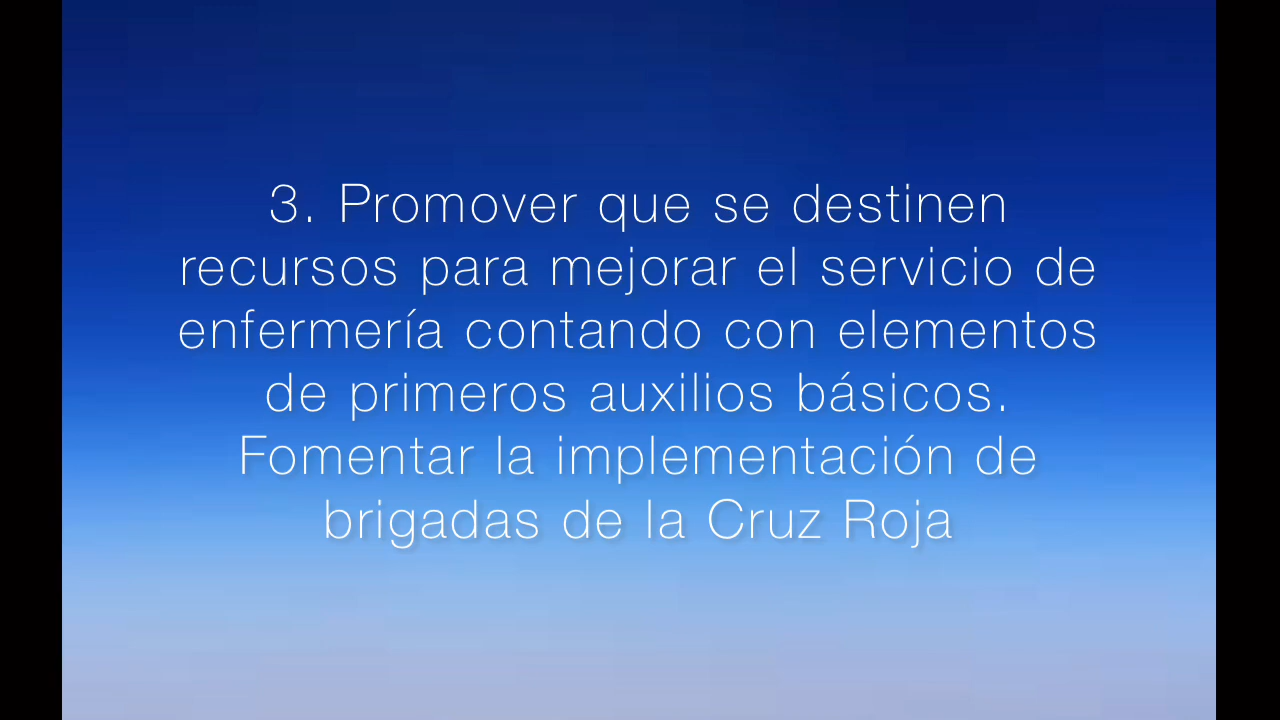 3. Promover que se destinen
recursos para mejorar el servicio de
enfermería contando con elementos
de primeros auxilios básicos.
Fomentar la implementación de
brigadas de la Cruz Roja